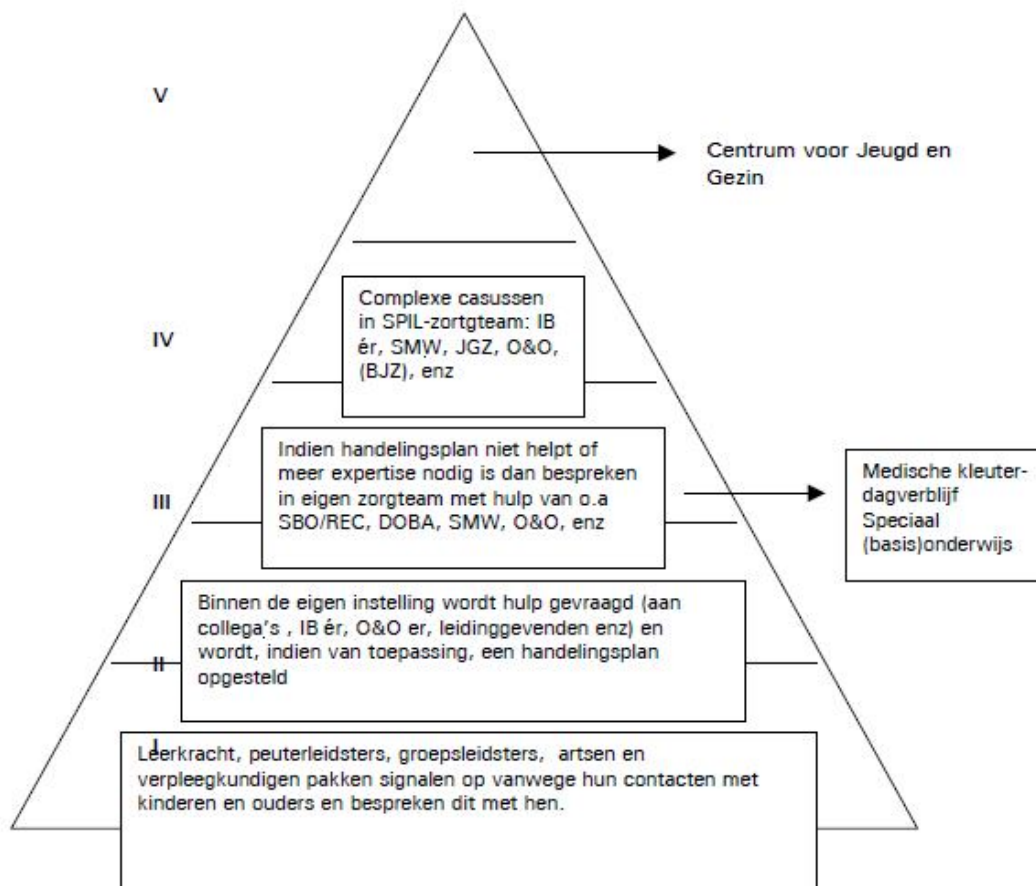 V
Centrum voor Jeugd en
Gezin
IV
Complexe casussen
in SPIL-zortgteam: IB
ér, SMW, JGZ, O&O,
(BJZ), enz
III
Indien handelingsplan niet helpt of
meer expertise nodig is dan bespreken
in eigen zorgteam met hulp van o.a
SBO/REC, DOBA, SMW, O&O, enz
Medische kleuter-
dagverblijf
Speciaal
(basis)onderwijs
II
Binnen de eigen instelling wordt hulp gevraagd (aan
collega's , IB ér, O&O er, leidinggevenden enz) en
wordt, indien van toepassing, een handelingsplan
opgesteld
I
Leerkracht, peuterleidsters, groepsleidsters, artsen en
verpleegkundigen pakken signalen op vanwege hun contacten met
kinderen en ouders en bespreken dit met hen.